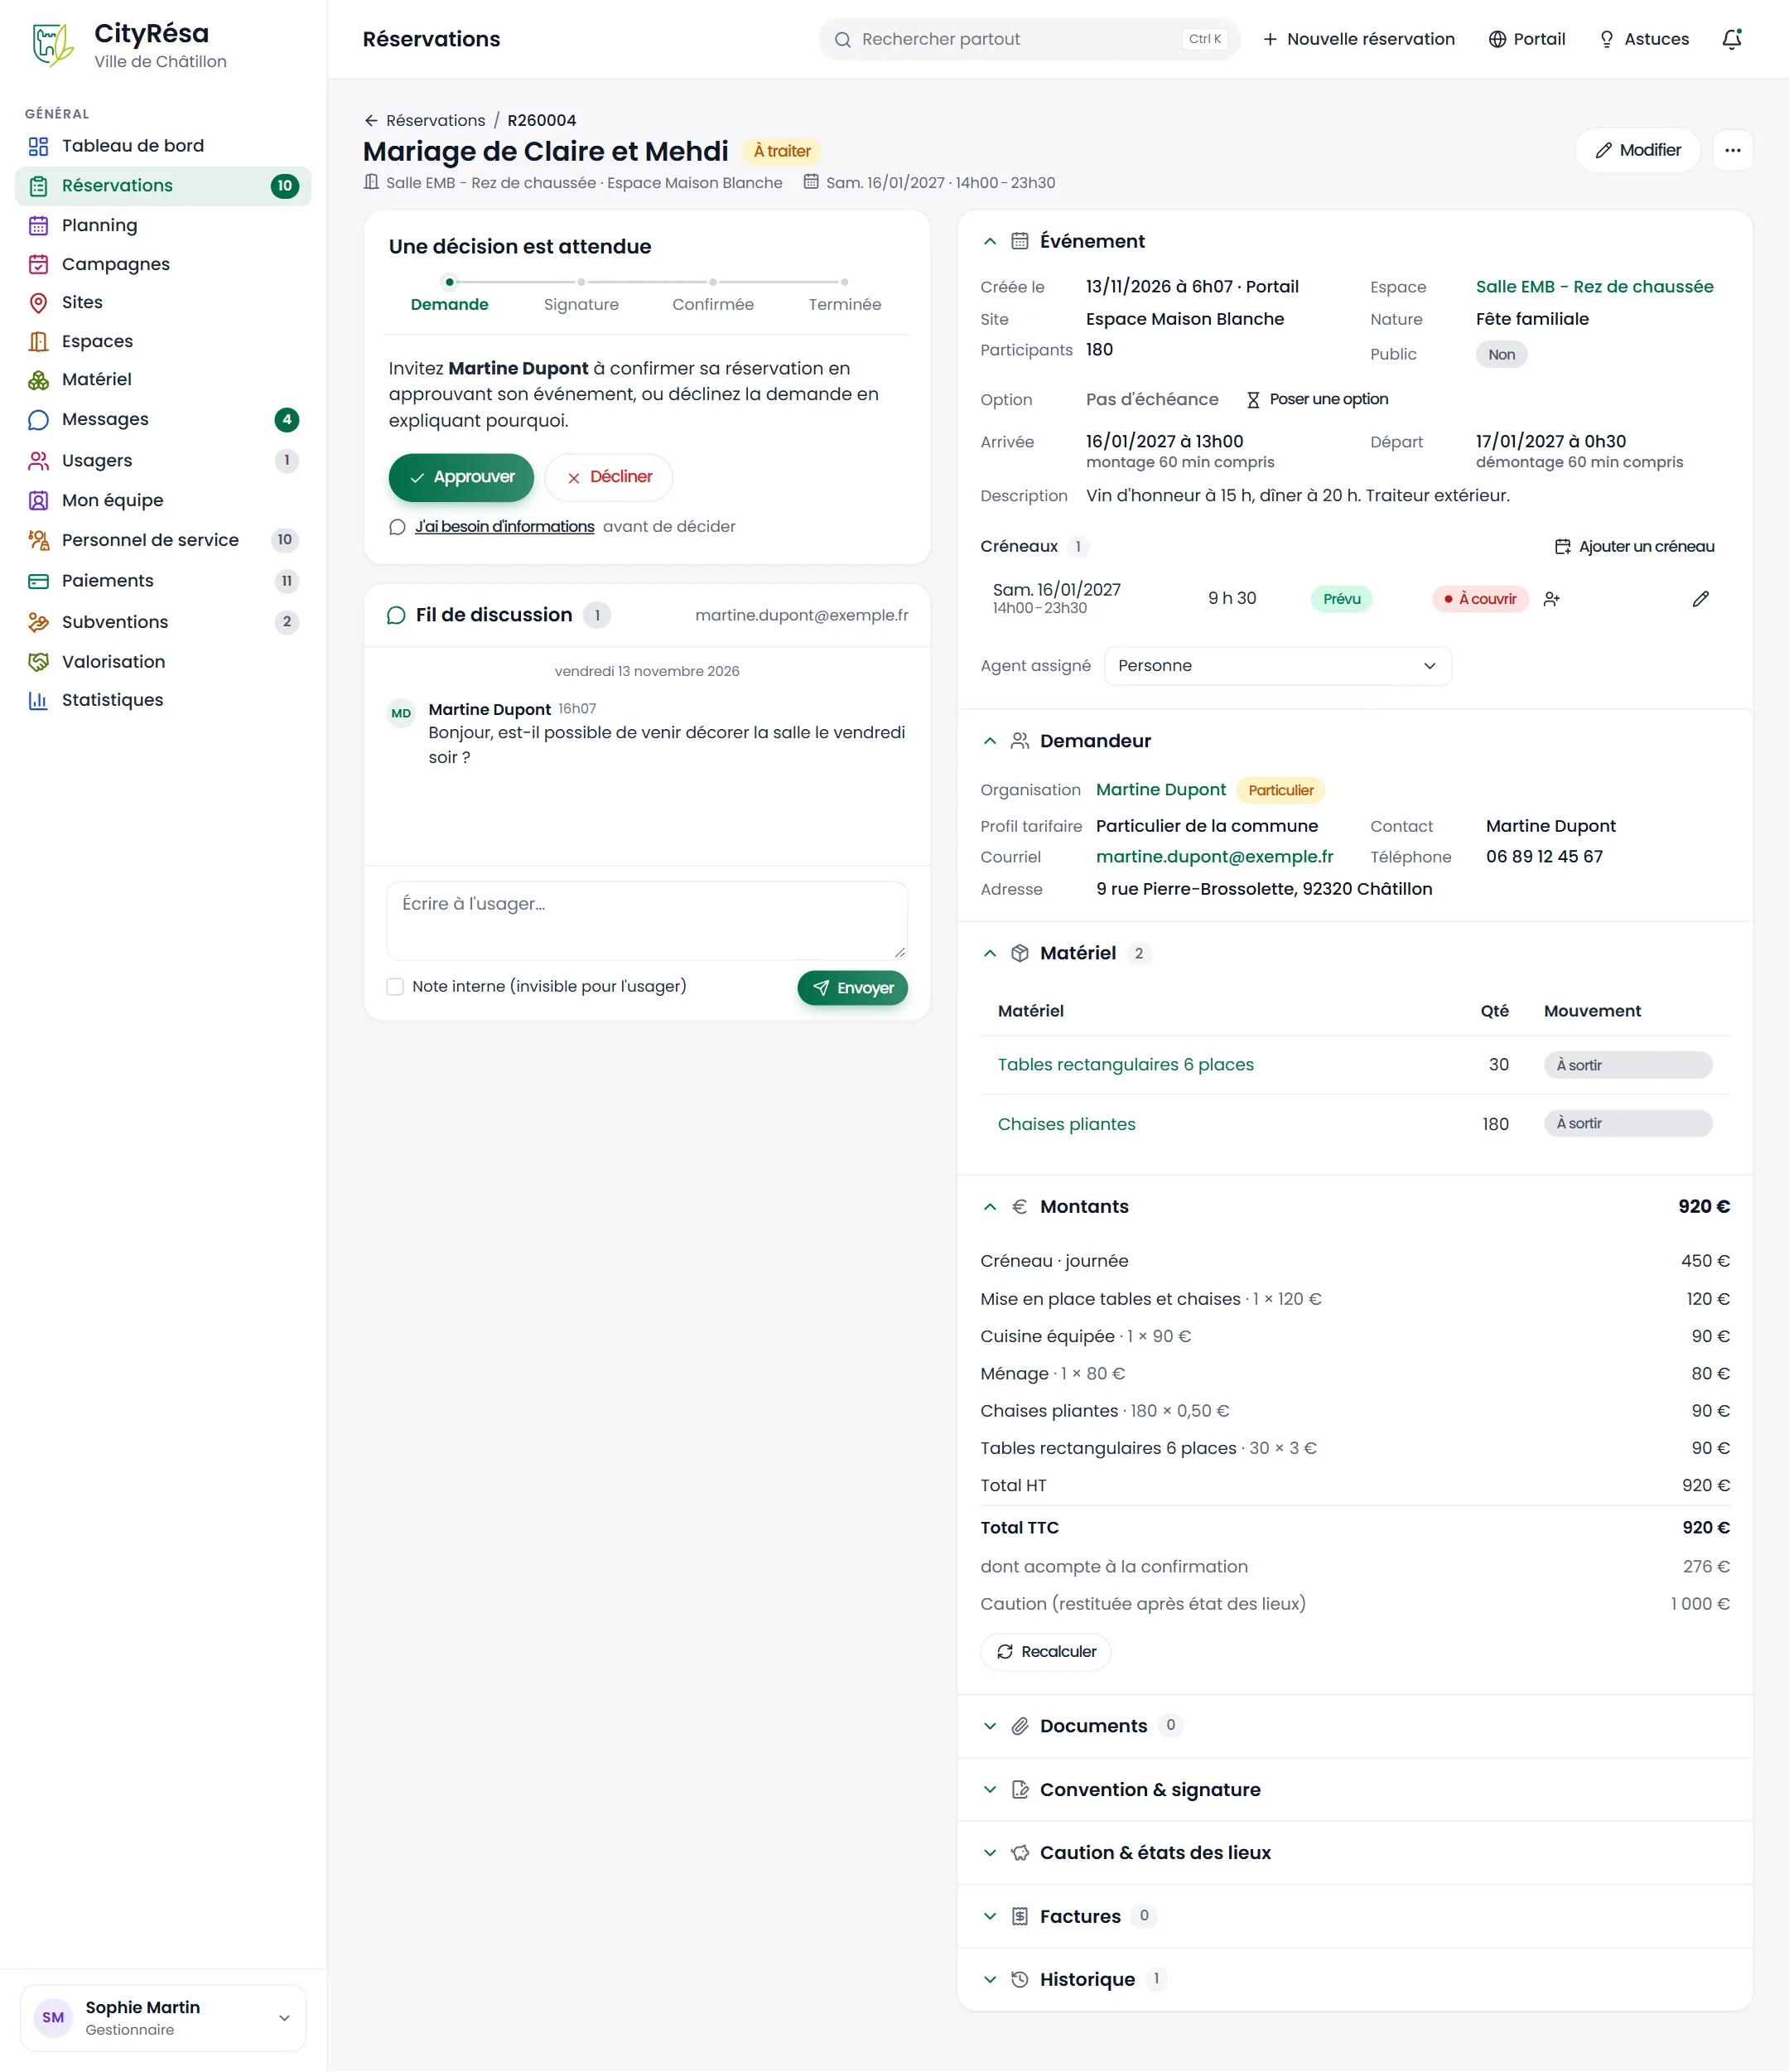 CityRésa
Ville de Châtillon
GÉNÉRAL
Tableau de bord
Réservations 10
Planning
Campagnes
Sites
Espaces
Matériel
Messages 4
Usagers 1
Mon équipe
Personnel de service 10
Paiements 11
Subventions 2
Valorisation
Statistiques
SM
Sophie Martin
Gestionnaire
Réservations
Rechercher partout Ctrl K
Nouvelle réservation
Portail
Astuces
Réservations / R260004
Mariage de Claire et Mehdi À traiter
Salle EMB - Rez de chaussée · Espace Maison Blanche Sam. 16/01/2027 · 14h00 - 23h30
Modifier
Une décision est attendue
Demande Signature Confirmée Terminée
Invitez Martine Dupont à confirmer sa réservation en
approuvant son événement, ou déclinez la demande en
expliquant pourquoi.
Approuver Décliner
J'ai besoin d'informations avant de décider
Fil de discussion 1 martine.dupont@exemple.fr
vendredi 13 novembre 2026
MD
Martine Dupont 16h07
Bonjour, est-il possible de venir décorer la salle le vendredi
soir ?
Écrire à l'usager...
Note interne (invisible pour l'usager) Envoyer
Événement
Créée le 13/11/2026 à 6h07 · Portail Espace Salle EMB - Rez de chaussée
Site Espace Maison Blanche Nature Fête familiale
Participants 180 Public Non
Option Pas d'échéance Poser une option
Arrivée 16/01/2027 à 13h00 Départ 17/01/2027 à 0h30
montage 60 min compris démontage 60 min compris
Description Vin d'honneur à 15 h, dîner à 20 h. Traiteur extérieur.
Créneaux 1 Ajouter un créneau
Sam. 16/01/2027 9 h 30 Prévu À couvrir
14h00 - 23h30
Agent assigné Personne
Demandeur
Organisation Martine Dupont Particulier
Profil tarifaire Particulier de la commune Contact Martine Dupont
Courriel martine.dupont@exemple.fr Téléphone 06 89 12 45 67
Adresse 9 rue Pierre-Brossolette, 92320 Châtillon
Matériel 2
Matériel Qté Mouvement
Tables rectangulaires 6 places 30 À sortir
Chaises pliantes 180 À sortir
Montants 920 €
Créneau · journée 450 €
Mise en place tables et chaises · 1 × 120 € 120 €
Cuisine équipée · 1 × 90 € 90 €
Ménage · 1 × 80 € 80 €
Chaises pliantes · 180 × 0,50 € 90 €
Tables rectangulaires 6 places · 30 × 3 € 90 €
Total HT 920 €
Total TTC 920 €
dont acompte à la confirmation 276 €
Caution (restituée après état des lieux) 1 000 €
Recalculer
Documents 0
Convention & signature
Caution & états des lieux
Factures 0
Historique 1